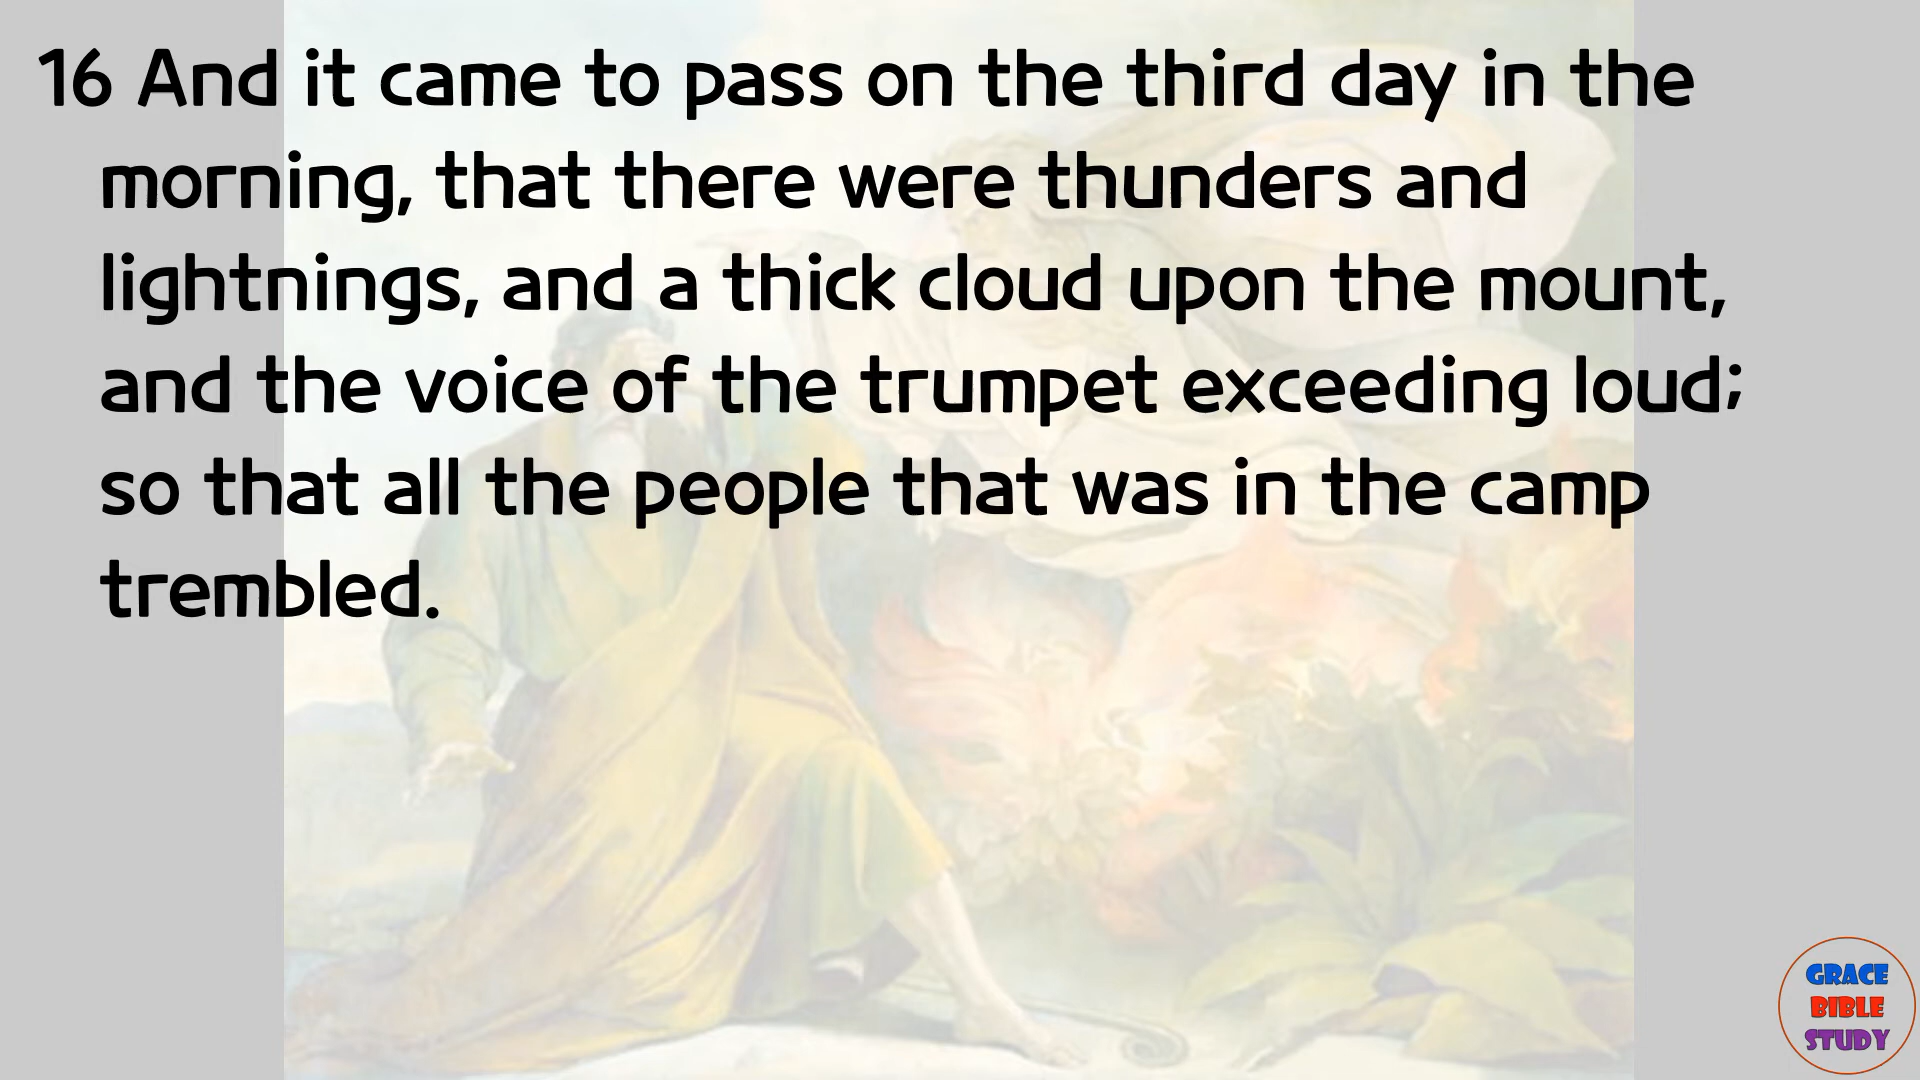 16 And it came to pass on the third day in the
morning, that there were thunders and
lightnings, and a thick cloud upon the mount,
and the voice of the trumpet exceeding loud;
so that all the people that was in the camp
trembled.
GRACE
BIBLE
STUDY